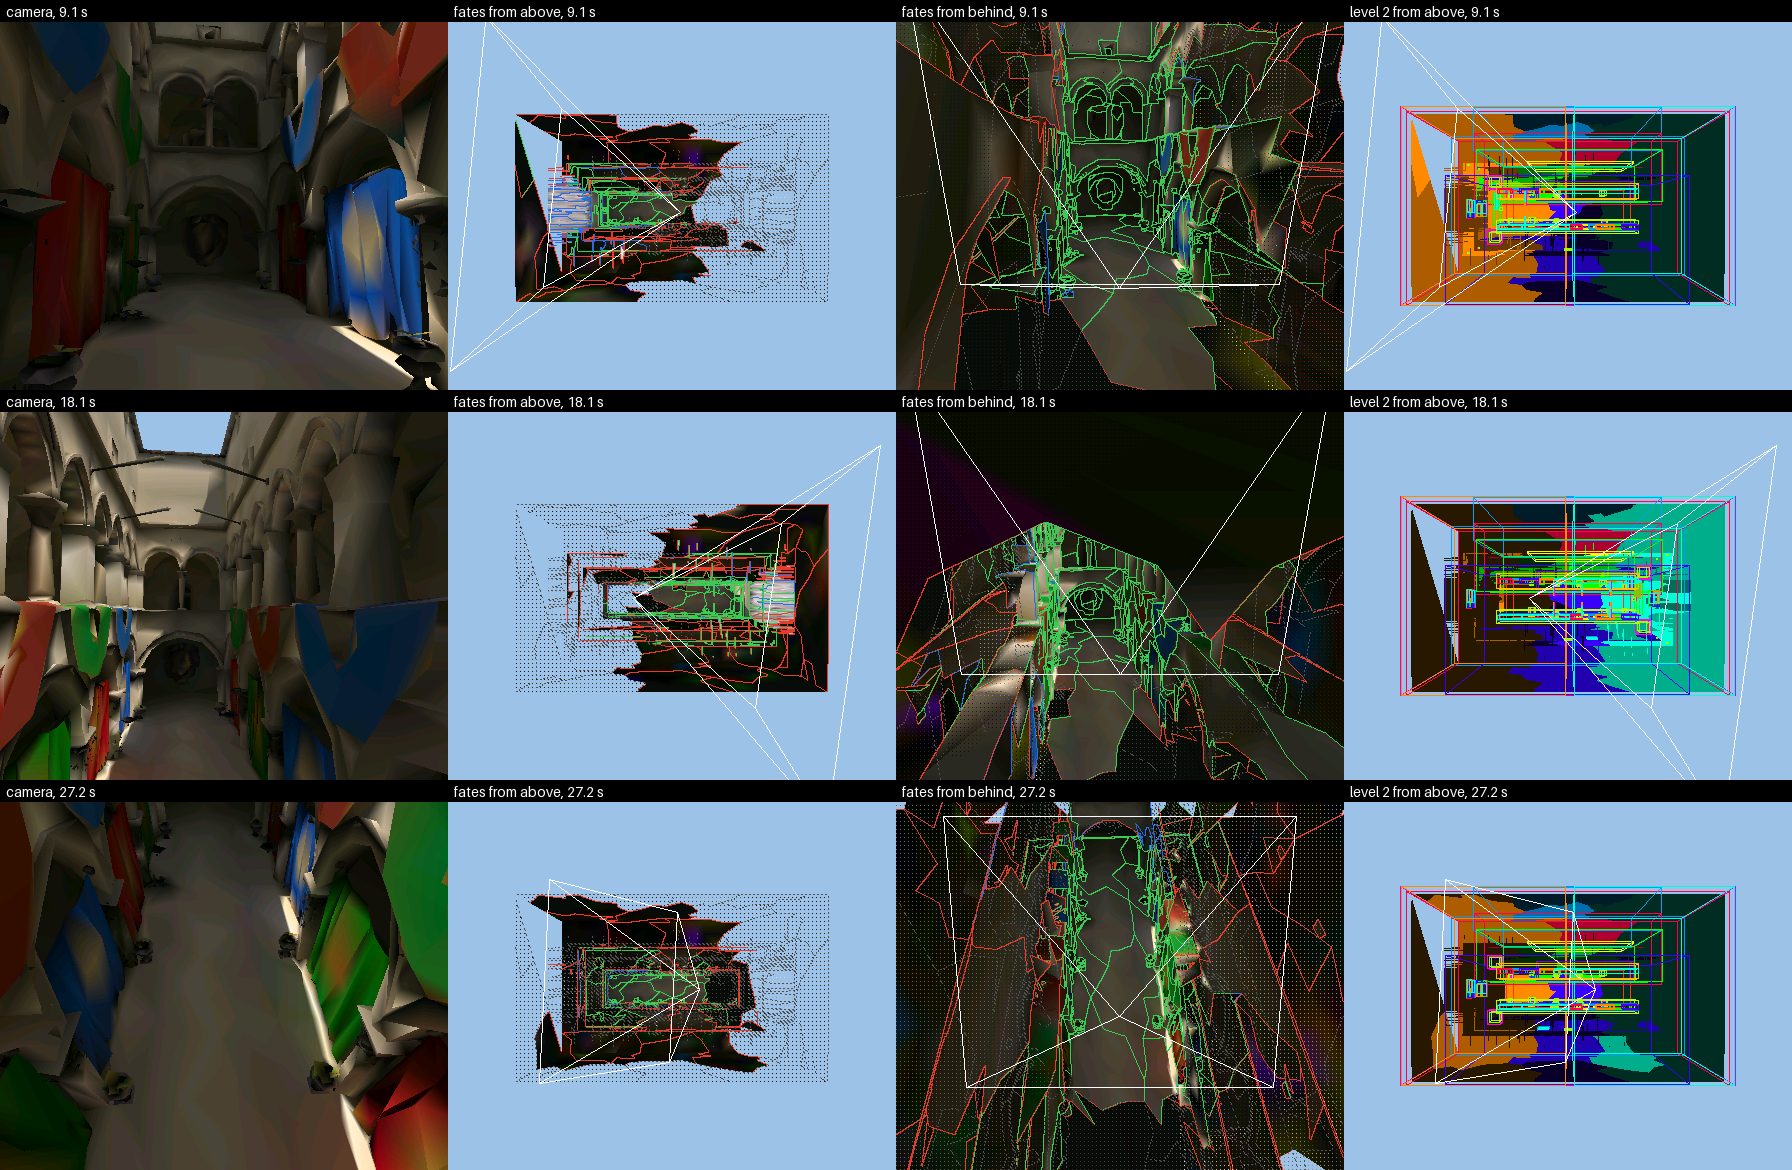 camera, 9.1 s
fates from above, 9.1 s
fates from behind, 9.1 s
level 2 from above, 9.1 s
camera, 18.1 s
fates from above, 18.1 s
fates from behind, 18.1 s
level 2 from above, 18.1 s
camera, 27.2 s
fates from above, 27.2 s
fates from behind, 27.2 s
level 2 from above, 27.2 s